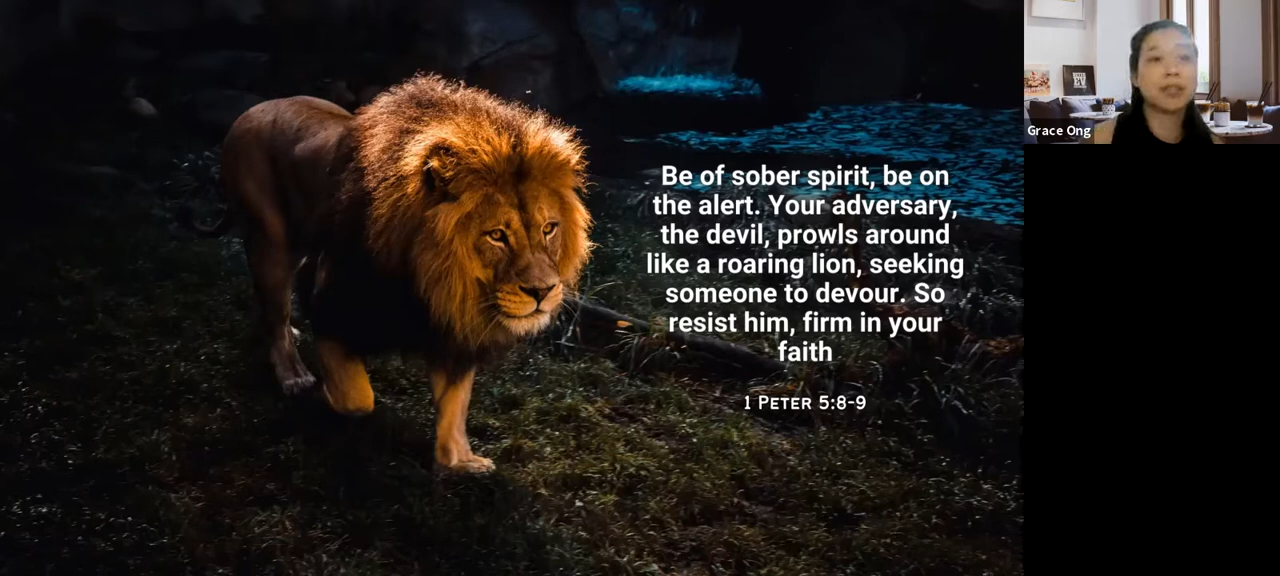 Be of sober spirit, be on
the alert. Your adversary,
the devil, prowls around
like a roaring lion, seeking
someone to devour. So
resist him, firm in your
faith
1 PETER 5:8-9
Grace Ong